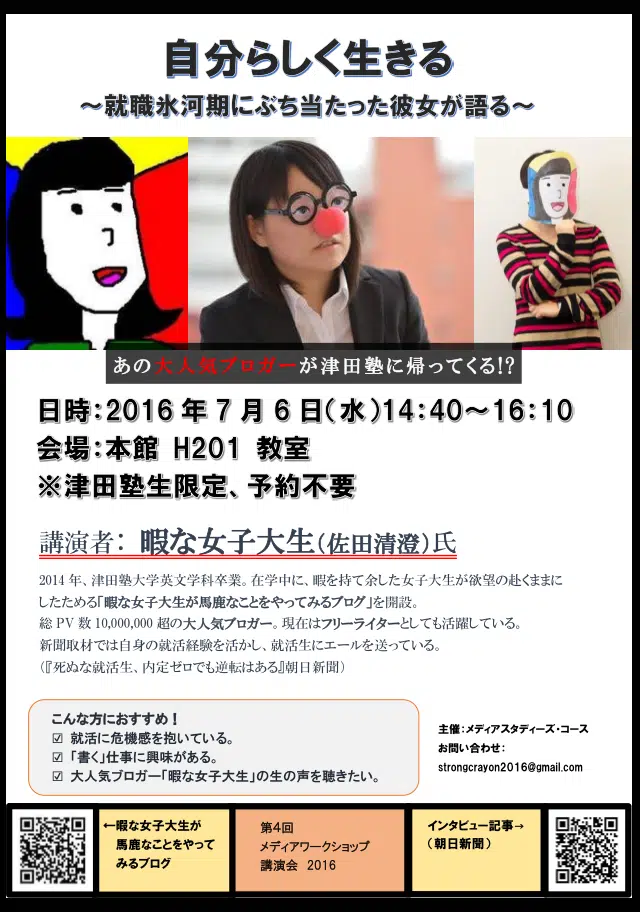 自分らしく生きる
～就職氷河期にぶち当たった彼女が語る～
あの大人気ブロガーが津田塾に帰ってくる!?
日時：2016年7月6日（水）14：40～16：10
会場：本館 H201 教室
※津田塾生限定、予約不要
講演者： 暇な女子大生（佐田清澄）氏
2014年、津田塾大学英文学科卒業。在学中に、暇を持て余した女子大生が欲望の赴くままに
したためる「暇な女子大生が馬鹿なことをやってみるブログ」を開設。
総PV数10,000,000超の大人気ブロガー。現在はフリーライターとしても活躍している。
新聞取材では自身の就活経験を活かし、就活生にエールを送っている。
（『死ぬな就活生、内定ゼロでも逆転はある』朝日新聞）
こんな方におすすめ！
☑ 就活に危機感を抱いている。
☑ 「書く」仕事に興味がある。
☑ 大人気ブロガー「暇な女子大生」の生の声を聴きたい。
主催：メディアスタディーズ・コース
お問い合わせ：
strongcrayon2016@gmail.com
←暇な女子大生が
馬鹿なことをやって
みるブログ
第4回
メディアワークショップ
講演会 2016
インタビュー記事→
（朝日新聞）